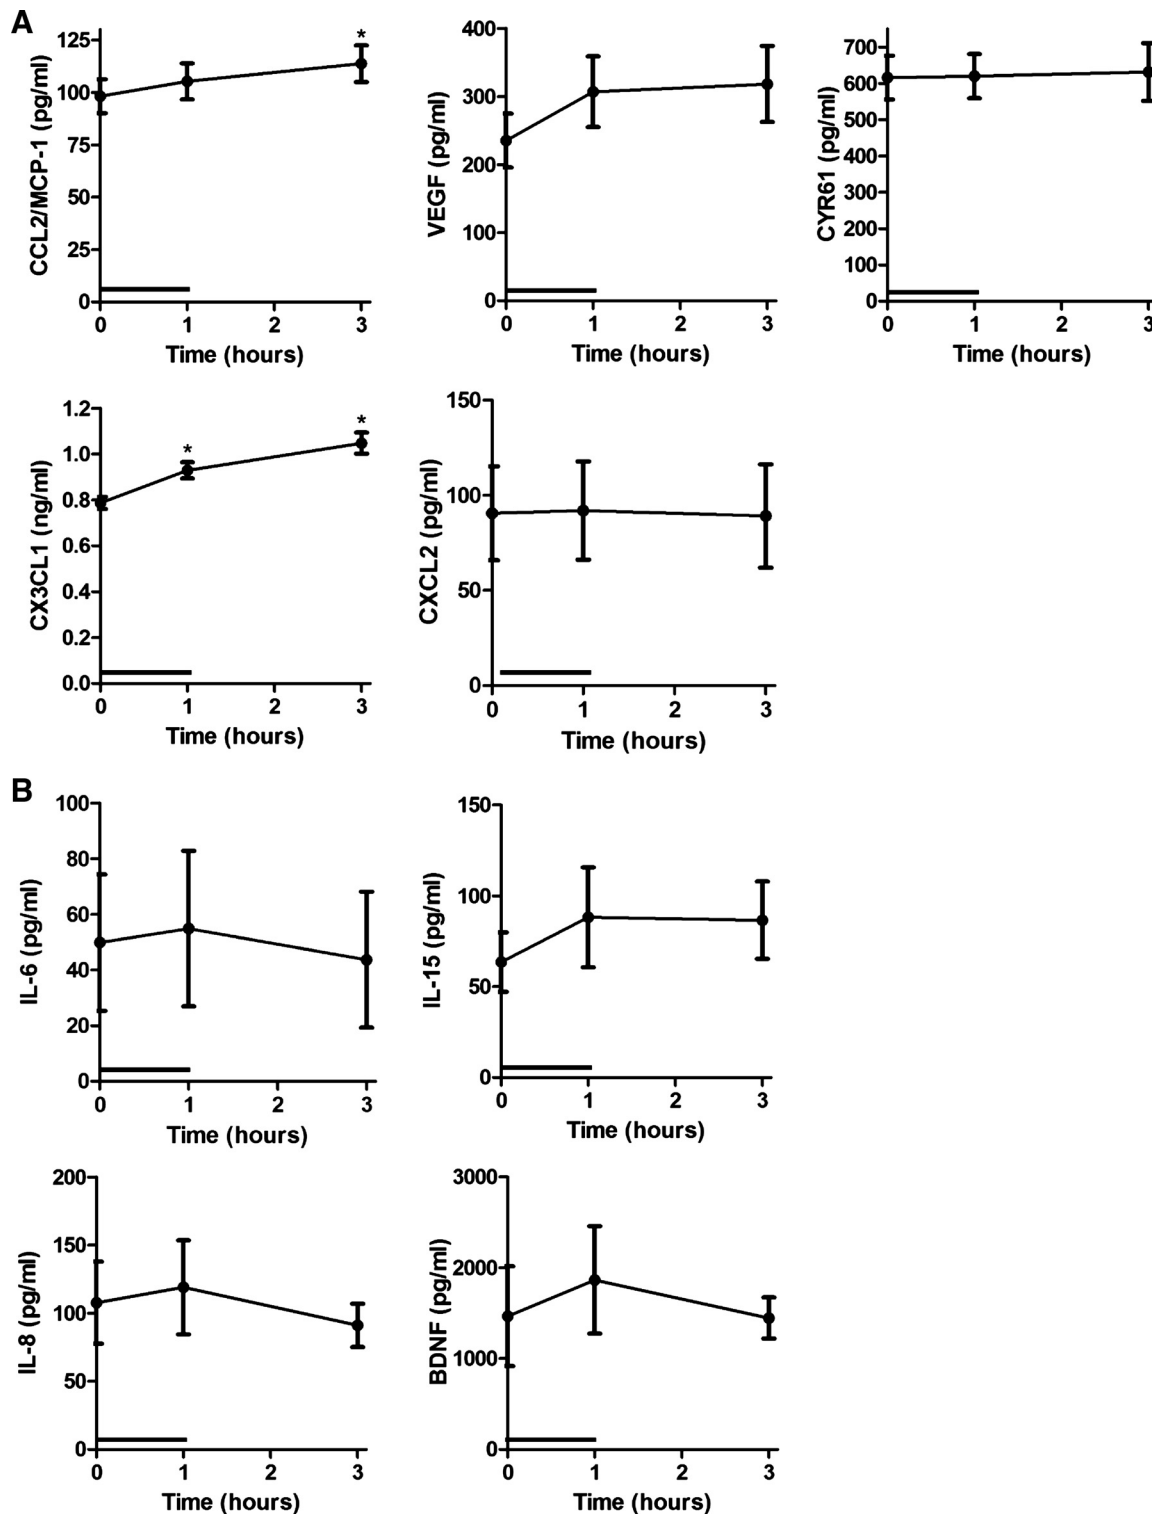 A
CCL2/MCP-1 (pg/ml)
125
100
75
50
25
0
*
0 1 2 3
Time (hours)
VEGF (pg/ml)
400
300
200
100
0
0 1 2 3
Time (hours)
CYR61 (pg/ml)
700
600
500
400
300
200
100
0
0 1 2 3
Time (hours)
CX3CL1 (ng/ml)
1.2
1.0
0.8
0.6
0.4
0.2
0.0
* *
0 1 2 3
Time (hours)
CXCL2 (pg/ml)
150
100
50
0
0 1 2 3
Time (hours)
B
IL-6 (pg/ml)
100
80
60
40
20
0
0 1 2 3
Time (hours)
IL-15 (pg/ml)
150
100
50
0
0 1 2 3
Time (hours)
IL-8 (pg/ml)
200
150
100
50
0
0 1 2 3
Time (hours)
BDNF (pg/ml)
3000
2000
1000
0
0 1 2 3
Time (hours)